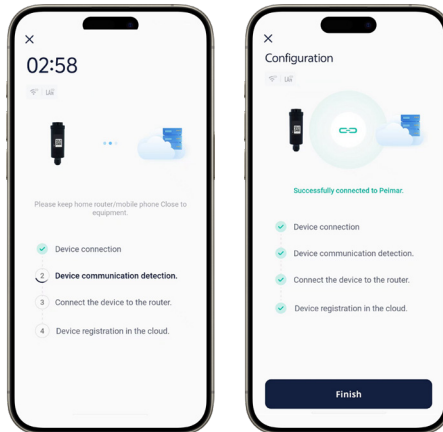 02:58
Please keep home router/mobile phone Close to
equipment.
Device connection
2 Device communication detection.
3 Connect the device to the router.
4 Device registration in the cloud.
Configuration
Successfully connected to Peimar.
Device connection
Device communication detection.
Connect the device to the router.
Device registration in the cloud.
Finish